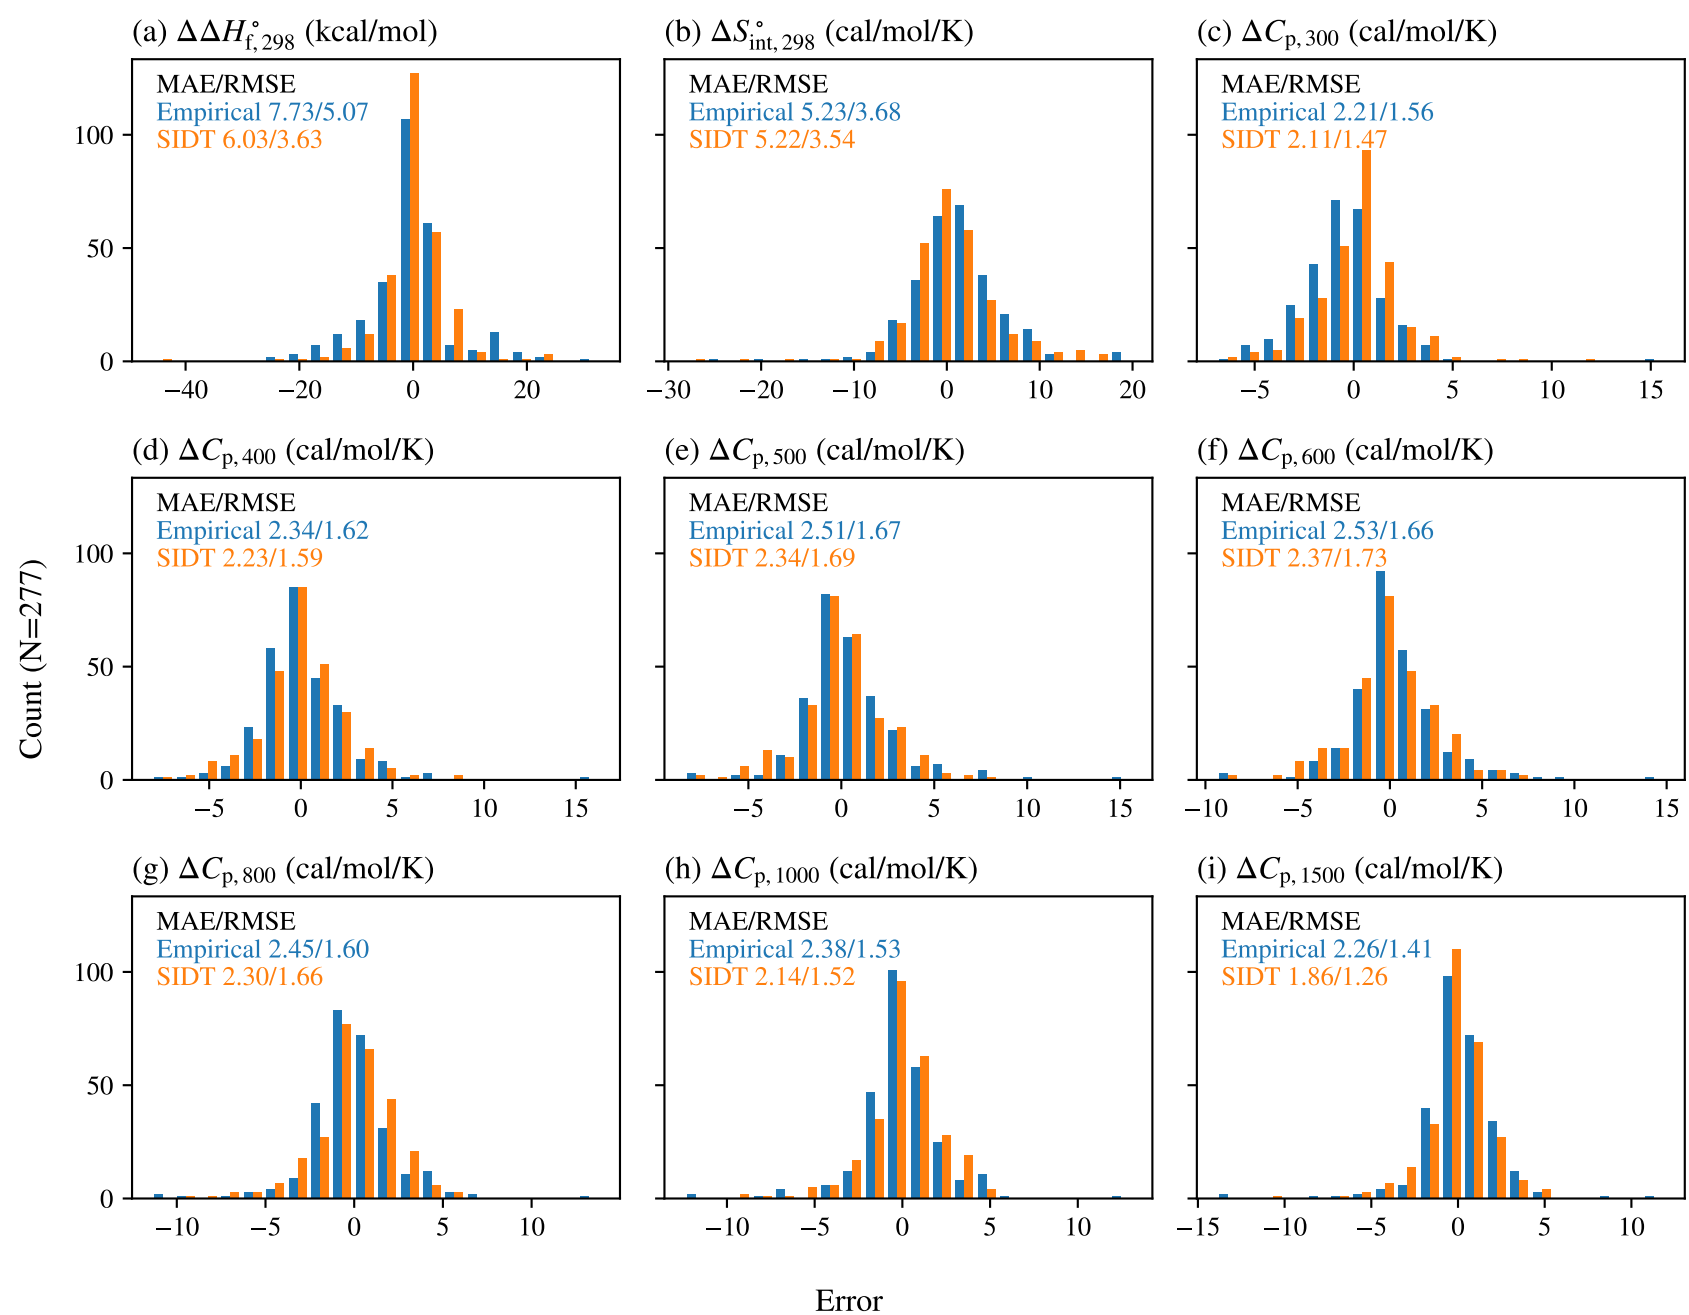 (a) ΔΔH°f,298 (kcal/mol)
MAE/RMSE
Empirical 7.73/5.07
SIDT 6.03/3.63
100
50
0
−40 −20 0 20
(b) ΔS°int,298 (cal/mol/K)
MAE/RMSE
Empirical 5.23/3.68
SIDT 5.22/3.54
−30 −20 −10 0 10 20
(c) ΔCp,300 (cal/mol/K)
MAE/RMSE
Empirical 2.21/1.56
SIDT 2.11/1.47
−5 0 5 10 15
(d) ΔCp,400 (cal/mol/K)
MAE/RMSE
Empirical 2.34/1.62
SIDT 2.23/1.59
100
50
0
−5 0 5 10 15
(e) ΔCp,500 (cal/mol/K)
MAE/RMSE
Empirical 2.51/1.67
SIDT 2.34/1.69
−5 0 5 10 15
(f) ΔCp,600 (cal/mol/K)
MAE/RMSE
Empirical 2.53/1.66
SIDT 2.37/1.73
−10 −5 0 5 10 15
Count (N=277)
(g) ΔCp,800 (cal/mol/K)
MAE/RMSE
Empirical 2.45/1.60
SIDT 2.30/1.66
100
50
0
−10 −5 0 5 10
(h) ΔCp,1000 (cal/mol/K)
MAE/RMSE
Empirical 2.38/1.53
SIDT 2.14/1.52
−10 −5 0 5 10
(i) ΔCp,1500 (cal/mol/K)
MAE/RMSE
Empirical 2.26/1.41
SIDT 1.86/1.26
−15 −10 −5 0 5 10
Error